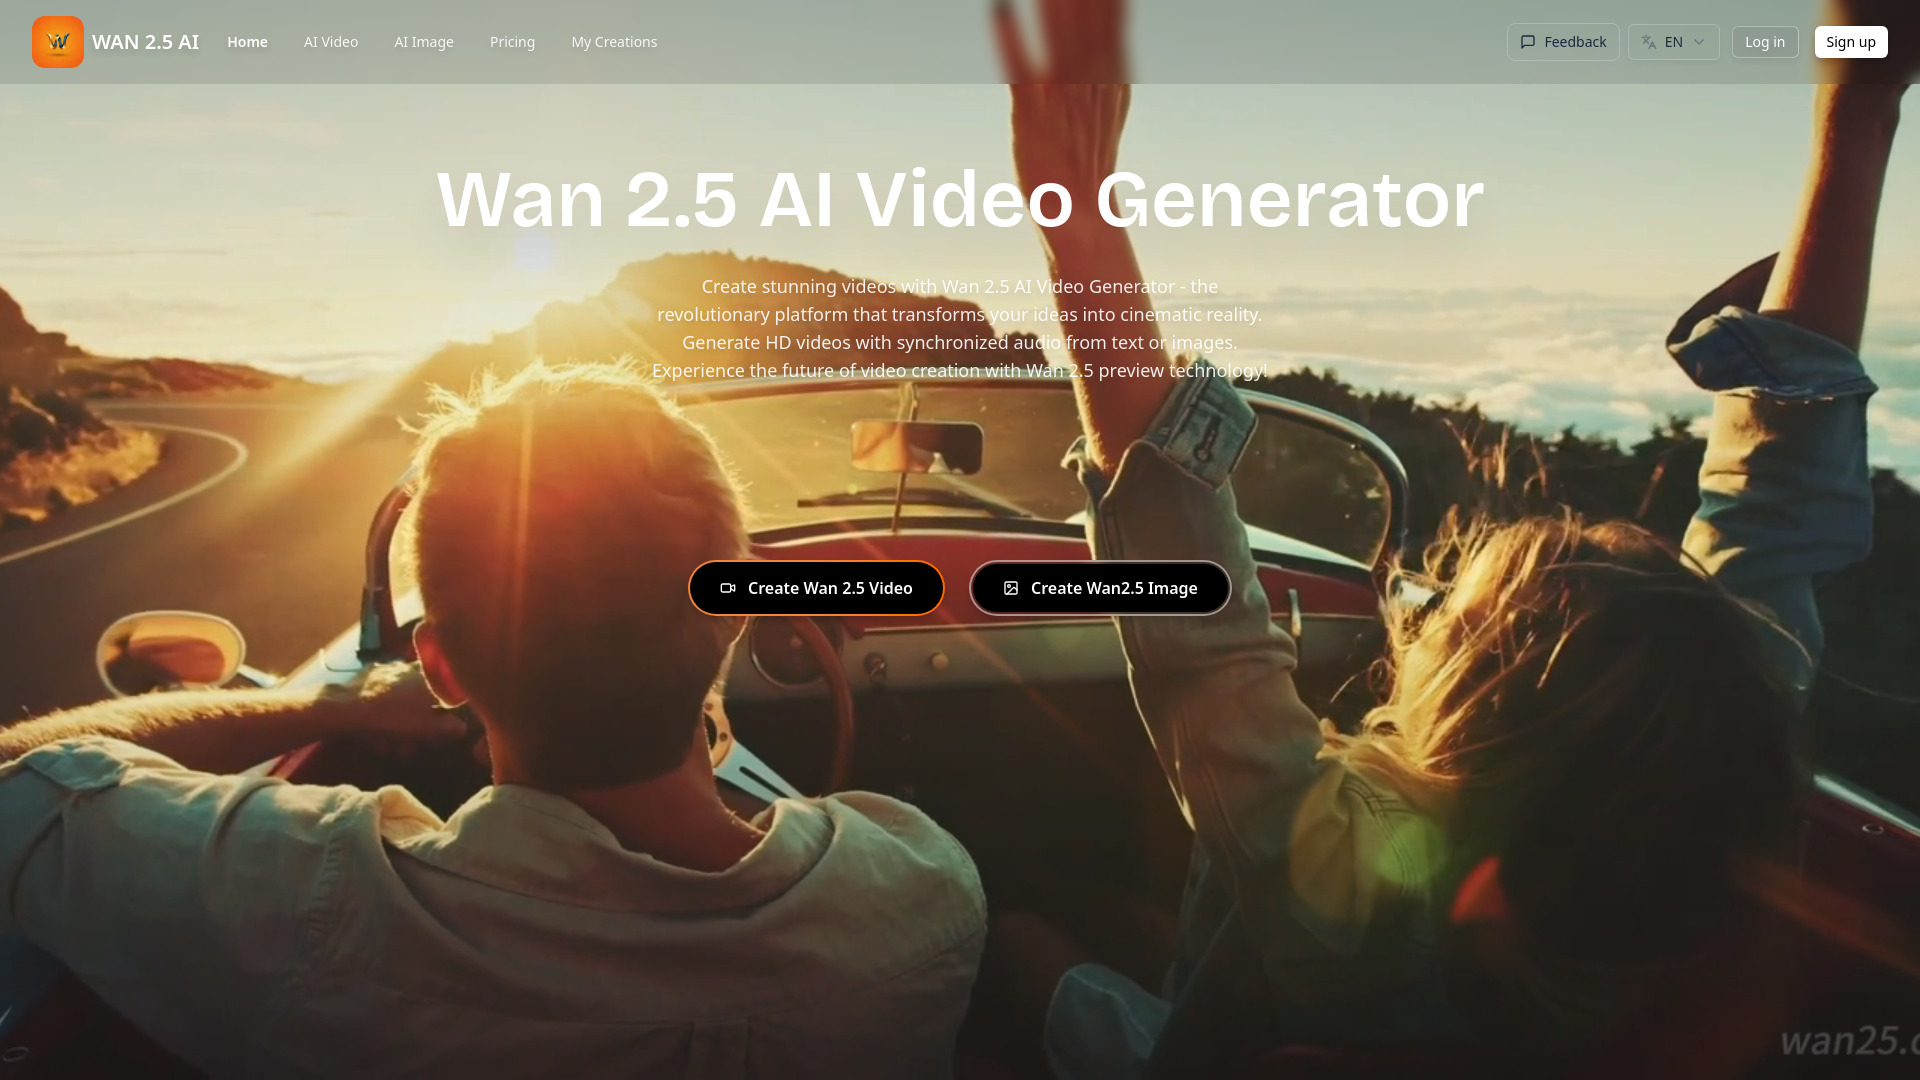 WAN 2.5 AI
Home
AI Video
AI Image
Pricing
My Creations
Feedback
EN
Log in
Sign up
Wan 2.5 AI Video Generator
Create stunning videos with Wan 2.5 AI Video Generator - the
revolutionary platform that transforms your ideas into cinematic reality.
Generate HD videos with synchronized audio from text or images.
Experience the future of video creation with Wan 2.5 preview technology!
Create Wan 2.5 Video
Create Wan2.5 Image
wan25.c